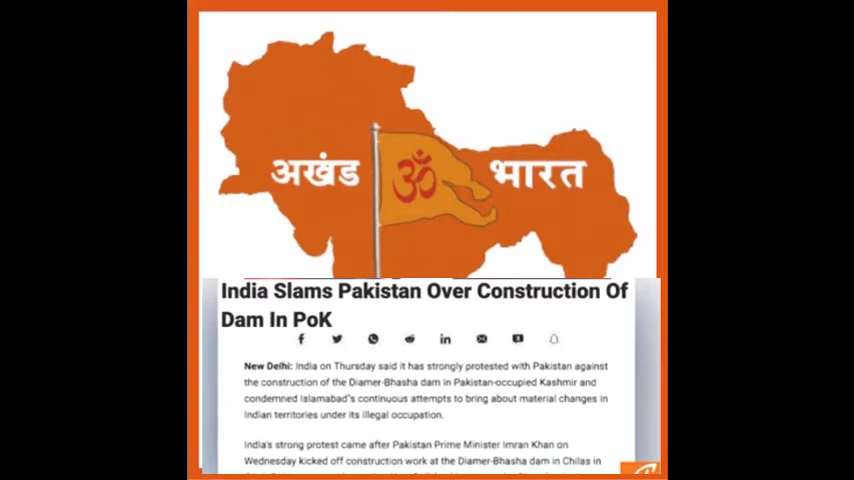 अखंड ॐ भारत
India Slams Pakistan Over Construction Of
Dam In PoK
New Delhi: India on Thursday said it has strongly protested with Pakistan against
the construction of the Diamer-Bhasha dam in Pakistan-occupied Kashmir and
condemned Islamabad's continuous attempts to bring about material changes in
Indian territories under its illegal occupation.
India's strong protest came after Pakistan Prime Minister Imran Khan on
Wednesday kicked off construction work at the Diamer-Bhasha dam in Chilas in